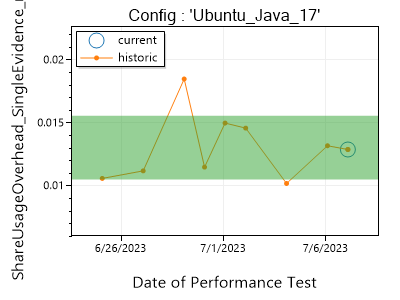 Config : 'Ubuntu_Java_17'
current
historic
ShareUsageOverhead_SingleEvidence_
0.02
0.015
0.01
6/26/2023
7/1/2023
7/6/2023
Date of Performance Test